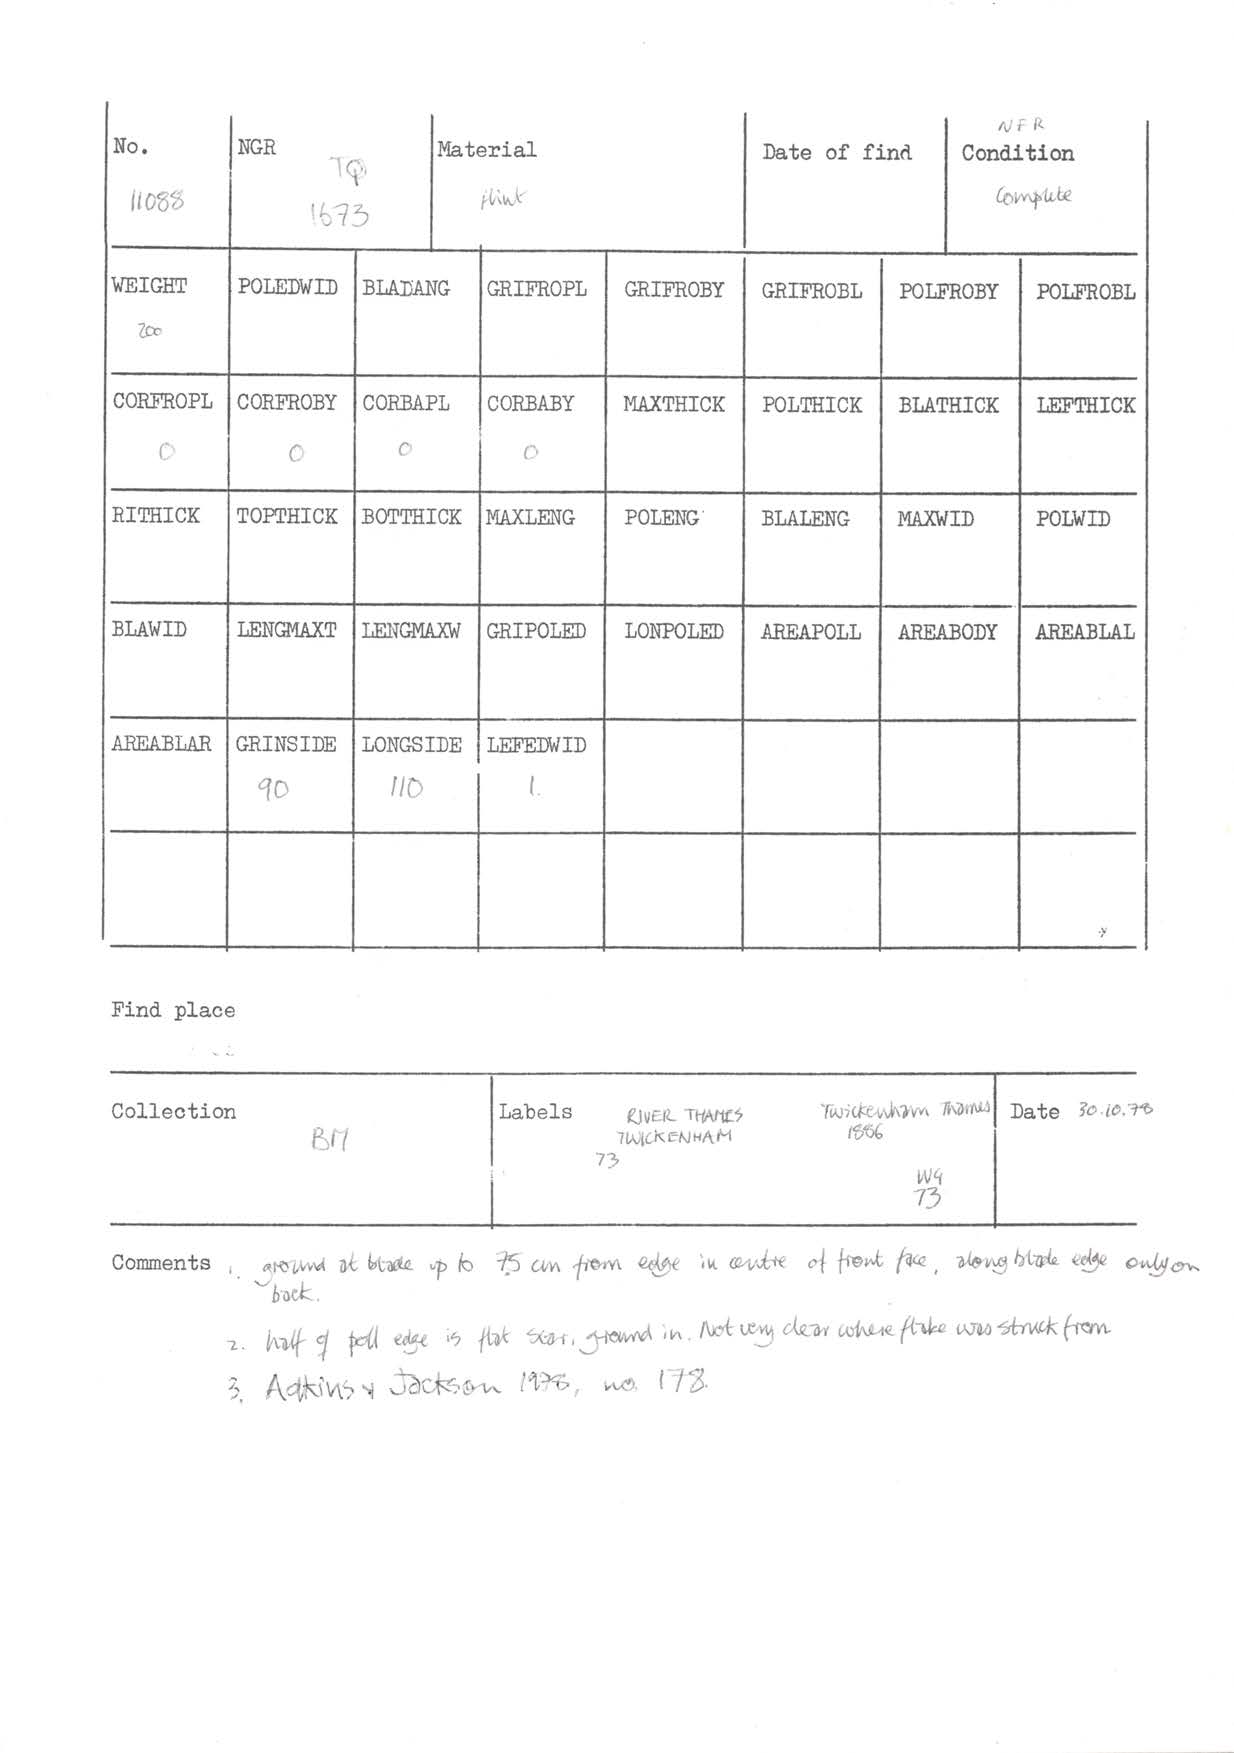 No. NGR Material Date of find NFR Condition
11088 TQ 1673 flint Complete
WEIGHT POLEDWID BLADANG GRIFROPL GRIFROBY GRIFROBL POLFROBY POLFROBL
200
CORFROPL CORFROBY CORBAPL CORBABY MAXTHICK POLTHICK BLATHICK LEFTHICK
0 0 0 0
RITHICK TOPTHICK BOTTHICK MAXLENG POLENG BLALENG MAXWID POLWID
BLAWID LENGMAXT LENGMAXW GRIPOLED LONPOLED AREAPOLL AREABODY AREABLAL
AREABLAR GRINSIDE LONGSIDE LEFEDWID
90 110 1.
Find place
Collection BM
Labels RIVER THAMES
TWICKENHAM
73
Twickenham Thames
1886
WG
73
Date 30.10.78
Comments 1. ground at blade up to 7.5 cm from edge in centre of front face, along blade edge only on
back.
2. half of poll edge is flat scar, ground in. Not very clear where flake was struck from
3. Adkins & Jackson 1978, no. 178.